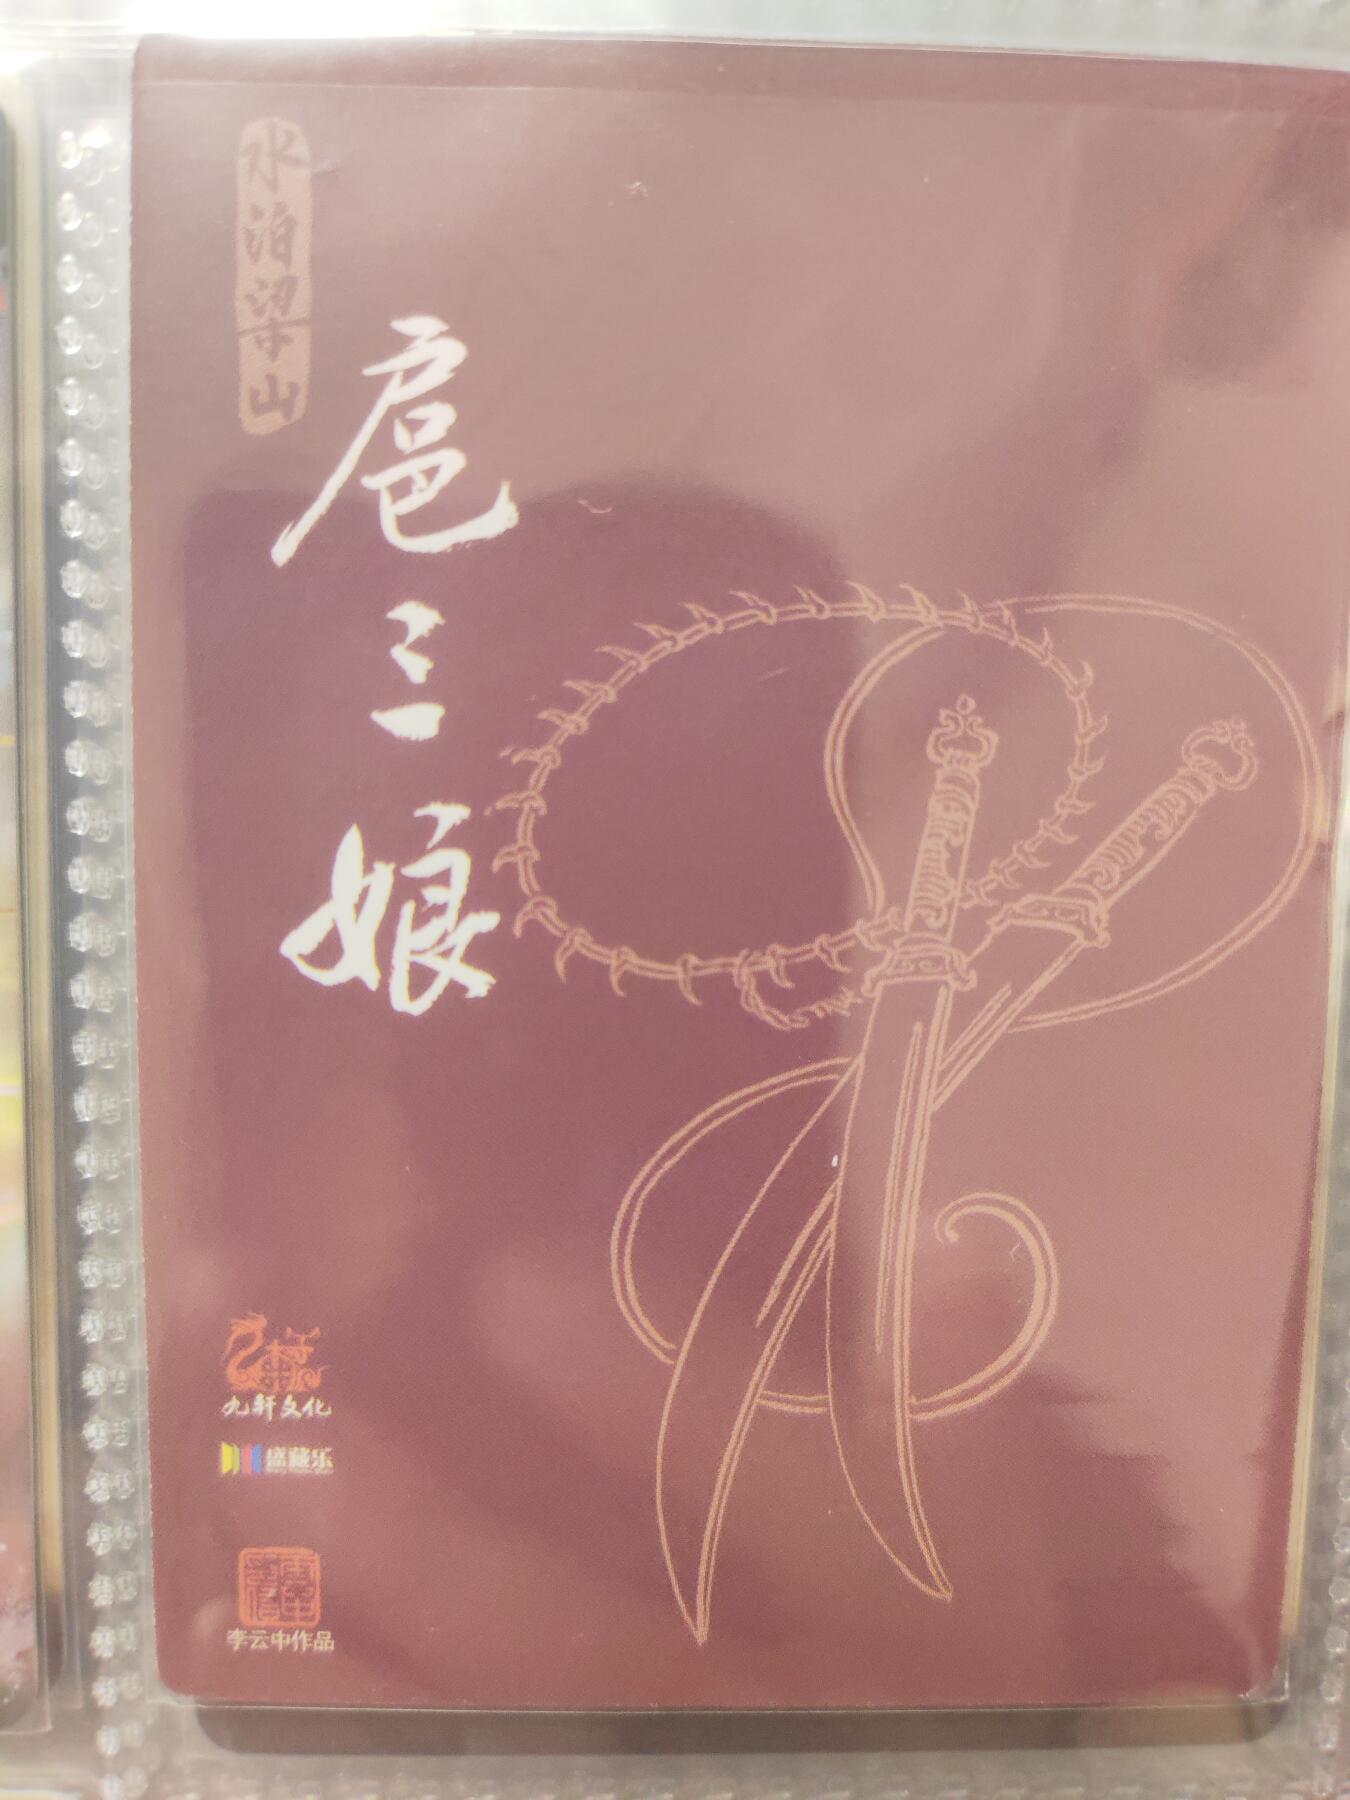 水泊梁山
扈三娘
九轩文化
盛藏乐
李云中作品